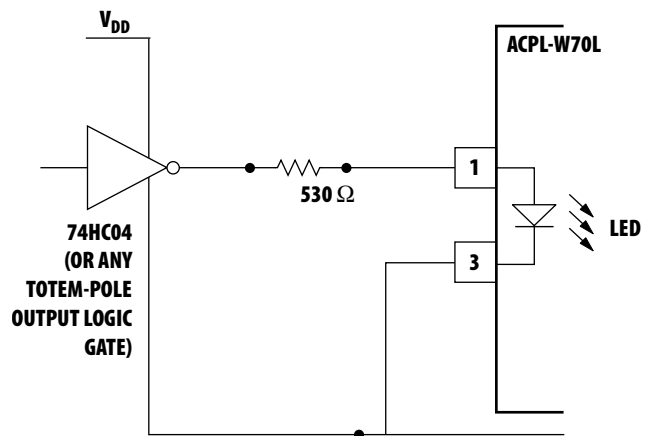 V_DD
ACPL-W70L
1
530 Ω
74HC04
(OR ANY
TOTEM-POLE
OUTPUT LOGIC
GATE)
LED
3